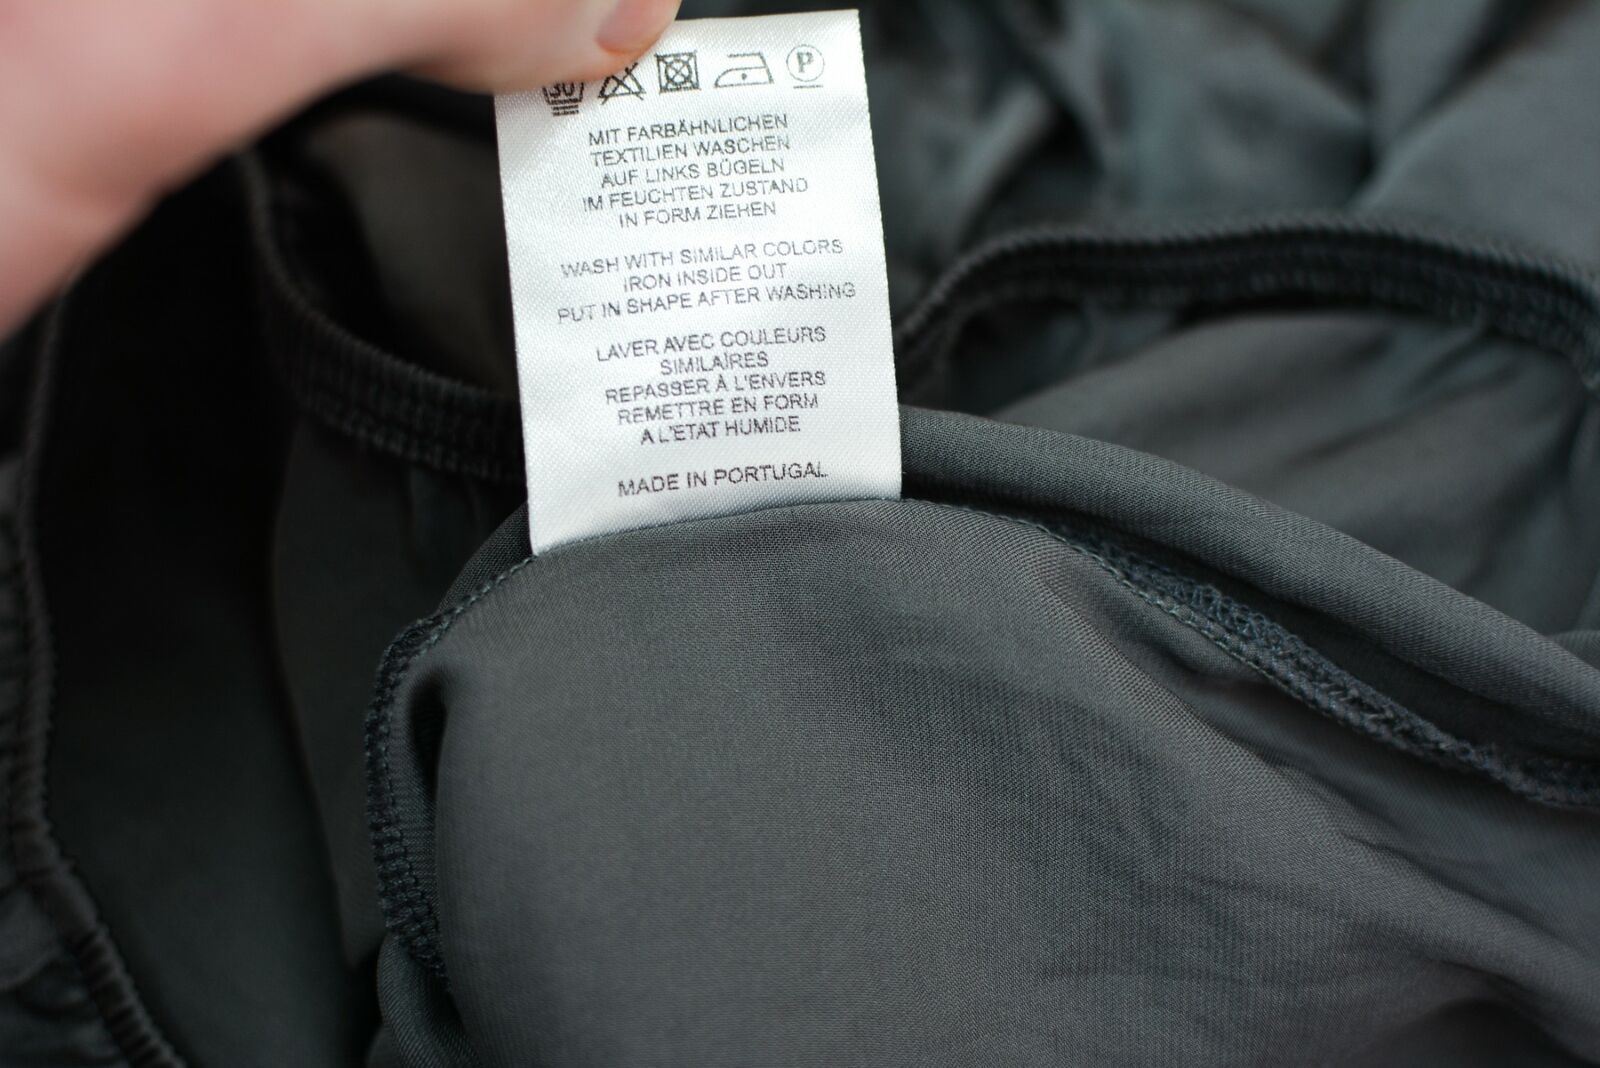 30 P
MIT FARBÄHNLICHEN
TEXTILIEN WASCHEN
AUF LINKS BÜGELN
IM FEUCHTEN ZUSTAND
IN FORM ZIEHEN
WASH WITH SIMILAR COLORS
IRON INSIDE OUT
PUT IN SHAPE AFTER WASHING
LAVER AVEC COULEURS
SIMILAIRES
REPASSER À L'ENVERS
REMETTRE EN FORM
A L'ETAT HUMIDE
MADE IN PORTUGAL